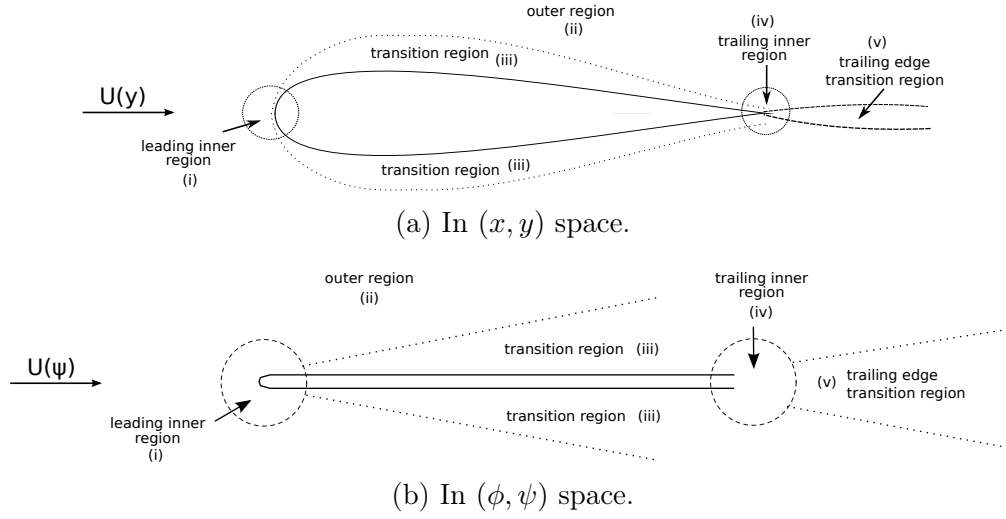 outer region
(ii)
transition region (iii)
(iv)
trailing inner
region
(v)
trailing edge
transition region
U(y)
leading inner
region
(i)
transition region (iii)
(a) In (x, y) space.
outer region
(ii)
trailing inner
region
(iv)
transition region (iii)
U(ψ)
(v) trailing edge
transition region
transition region (iii)
leading inner
region
(i)
(b) In (ϕ, ψ) space.